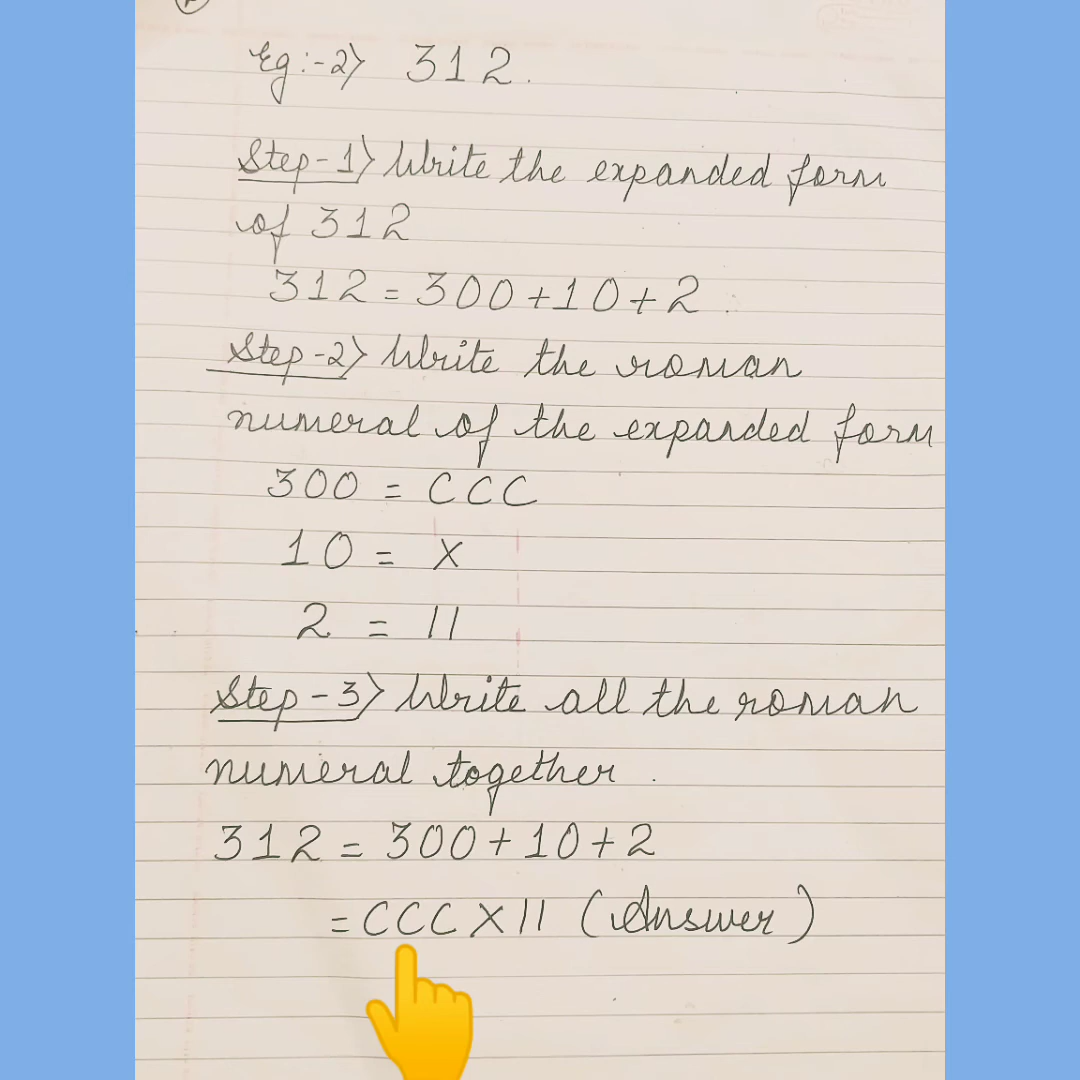 Eg :- 2) 312.
Step-1) Write the expanded form
of 312
312 = 300+10+2
Step-2) Write the roman
numeral of the expanded form
300 = CCC
10 = X
2 = II
Step-3) Write all the roman
numeral together.
312 = 300+10+2
= CCCXII (Answer)